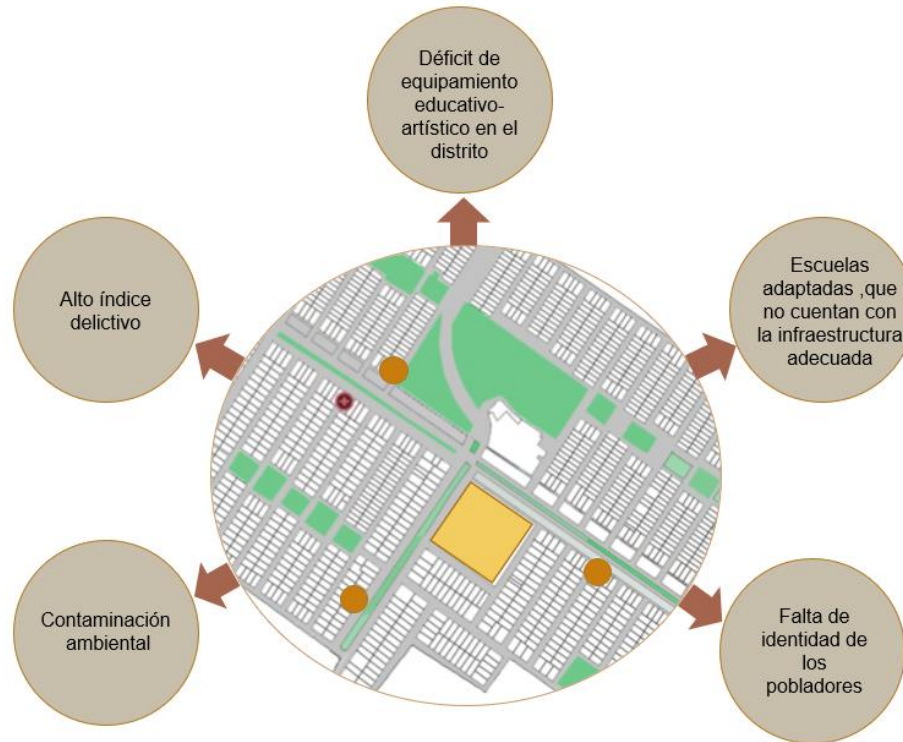 Déficit de
equipamiento
educativo-
artístico en el
distrito
Alto índice
delictivo
Escuelas
adaptadas ,que
no cuentan con
la infraestructura
adecuada
Contaminación
ambiental
Falta de
identidad de
los
pobladores